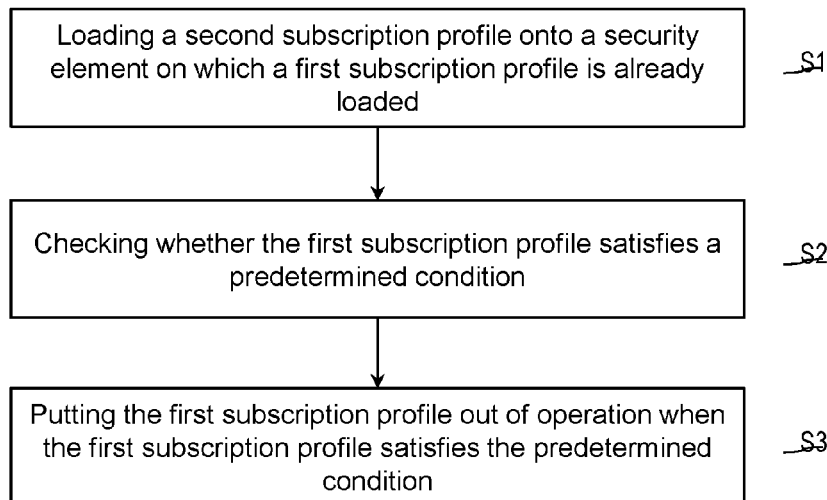 Loading a second subscription profile onto a security
element on which a first subscription profile is already
loaded
S1
Checking whether the first subscription profile satisfies a
predetermined condition
S2
Putting the first subscription profile out of operation when
the first subscription profile satisfies the predetermined
condition
S3